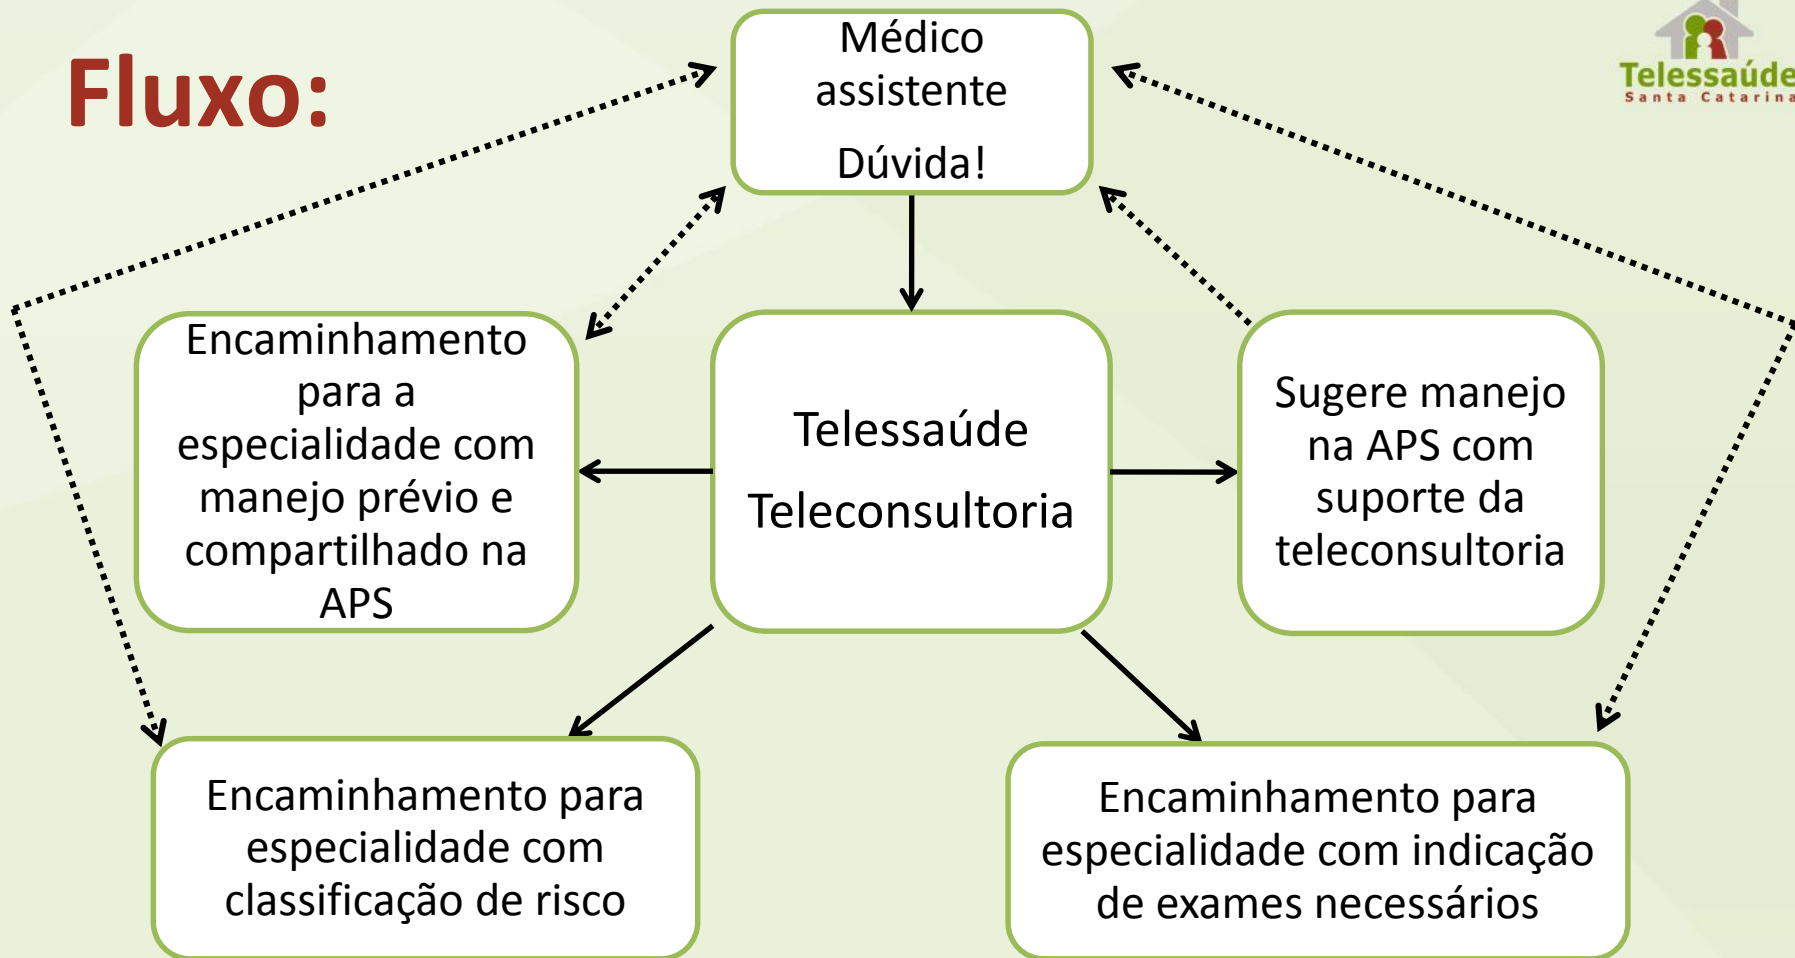 Fluxo:
Médico
assistente
Dúvida!
Telessaúde
Santa Catarina
Encaminhamento
para a
especialidade com
manejo prévio e
compartilhado na
APS
Telessaúde
Teleconsultoria
Sugere manejo
na APS com
suporte da
teleconsultoria
Encaminhamento para
especialidade com
classificação de risco
Encaminhamento para
especialidade com indicação
de exames necessários